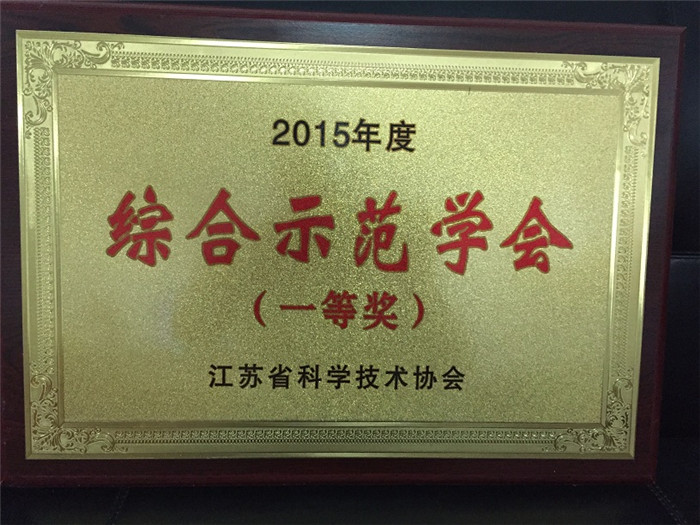 2015年度
综合示范学会
（一等奖）
江苏省科学技术协会